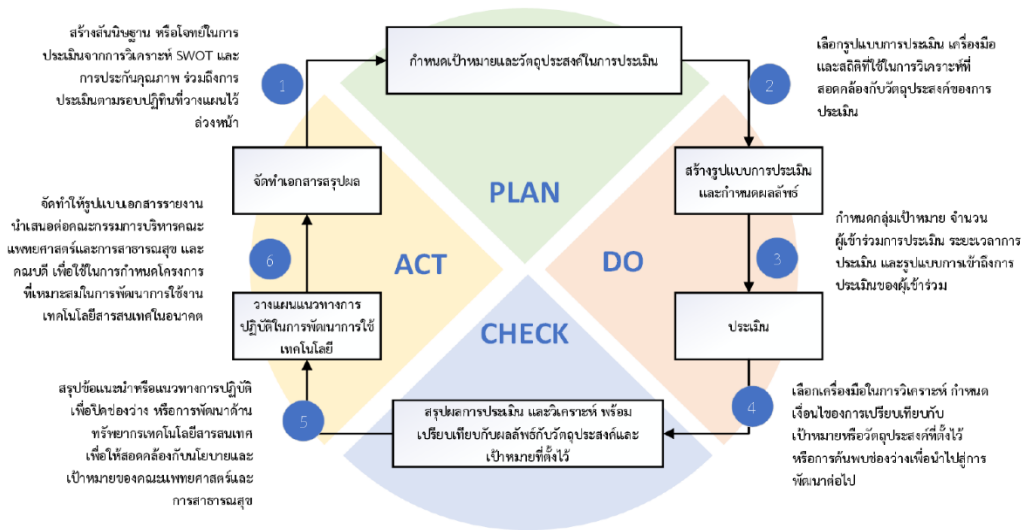 สร้างสันนิษฐาน หรือโจทย์ในการ
ประเมินจากการวิเคราะห์ SWOT และ
การประกันคุณภาพ ร่วมถึงการ
ประเมินตามรอบปฏิทินที่วางแผนไว้
ล่วงหน้า
1
กำหนดเป้าหมายและวัตถุประสงค์ในการประเมิน
2
เลือกรูปแบบการประเมิน เครื่องมือ
และสถิติที่ใช้ในการวิเคราะห์ที่
สอดคล้องกับวัตถุประสงค์ของการ
ประเมิน
PLAN
สร้างรูปแบบการประเมิน
และกำหนดผลลัพธ์
DO
3
กำหนดกลุ่มเป้าหมาย จำนวน
ผู้เข้าร่วมการประเมิน ระยะเวลาการ
ประเมิน และรูปแบบการเข้าถึงการ
ประเมินของผู้เข้าร่วม
ประเมิน
4
เลือกเครื่องมือในการวิเคราะห์ กำหนด
เงื่อนไขของการเปรียบเทียบกับ
เป้าหมายหรือวัตถุประสงค์ที่ตั้งไว้
หรือการค้นพบช่องว่างเพื่อนำไปสู่การ
พัฒนาต่อไป
CHECK
สรุปผลการประเมิน และวิเคราะห์ พร้อม
เปรียบเทียบกับผลลัพธ์กับวัตถุประสงค์และ
เป้าหมายที่ตั้งไว้
5
สรุปข้อแนะนำหรือแนวทางการปฏิบัติ
เพื่อปิดช่องว่าง หรือการพัฒนาด้าน
ทรัพยากรเทคโนโลยีสารสนเทศ
เพื่อให้สอดคล้องกับนโยบายและ
เป้าหมายของคณะแพทยศาสตร์และ
การสาธารณสุข
วางแผนแนวทางการ
ปฏิบัติในการพัฒนาการใช้
เทคโนโลยี
ACT
6
จัดทำให้รูปแบบเอกสารรายงาน
นำเสนอต่อคณะกรรมการบริหารคณะ
แพทยศาสตร์และการสาธารณสุข และ
คณบดี เพื่อใช้ในการกำหนดโครงการ
ที่เหมาะสมในการพัฒนาการใช้งาน
เทคโนโลยีสารสนเทศในอนาคต
จัดทำเอกสารสรุปผล